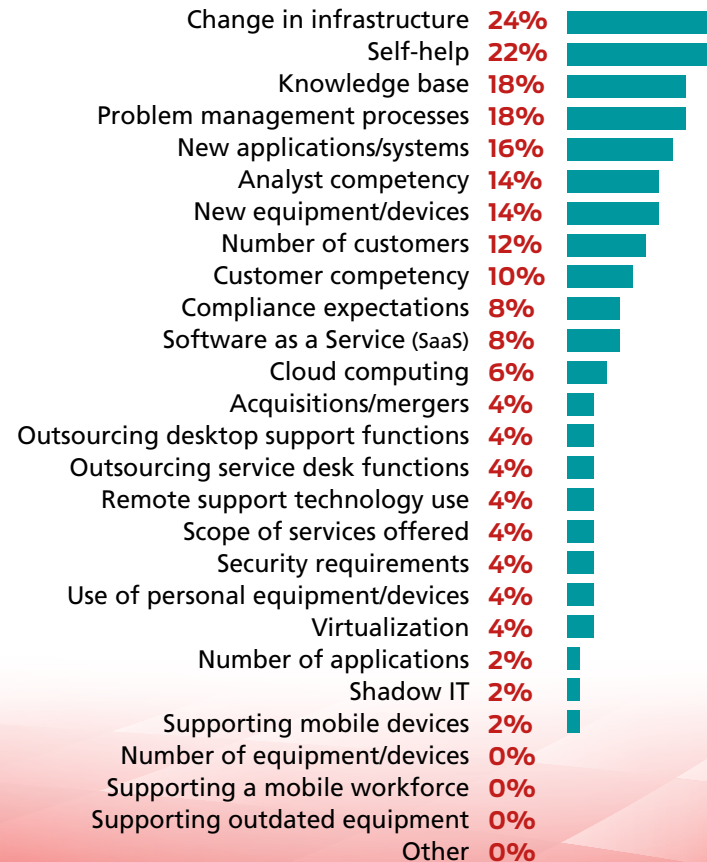 Change in infrastructure 24%
Self-help 22%
Knowledge base 18%
Problem management processes 18%
New applications/systems 16%
Analyst competency 14%
New equipment/devices 14%
Number of customers 12%
Customer competency 10%
Compliance expectations 8%
Software as a Service (SaaS) 8%
Cloud computing 6%
Acquisitions/mergers 4%
Outsourcing desktop support functions 4%
Outsourcing service desk functions 4%
Remote support technology use 4%
Scope of services offered 4%
Security requirements 4%
Use of personal equipment/devices 4%
Virtualization 4%
Number of applications 2%
Shadow IT 2%
Supporting mobile devices 2%
Number of equipment/devices 0%
Supporting a mobile workforce 0%
Supporting outdated equipment 0%
Other 0%